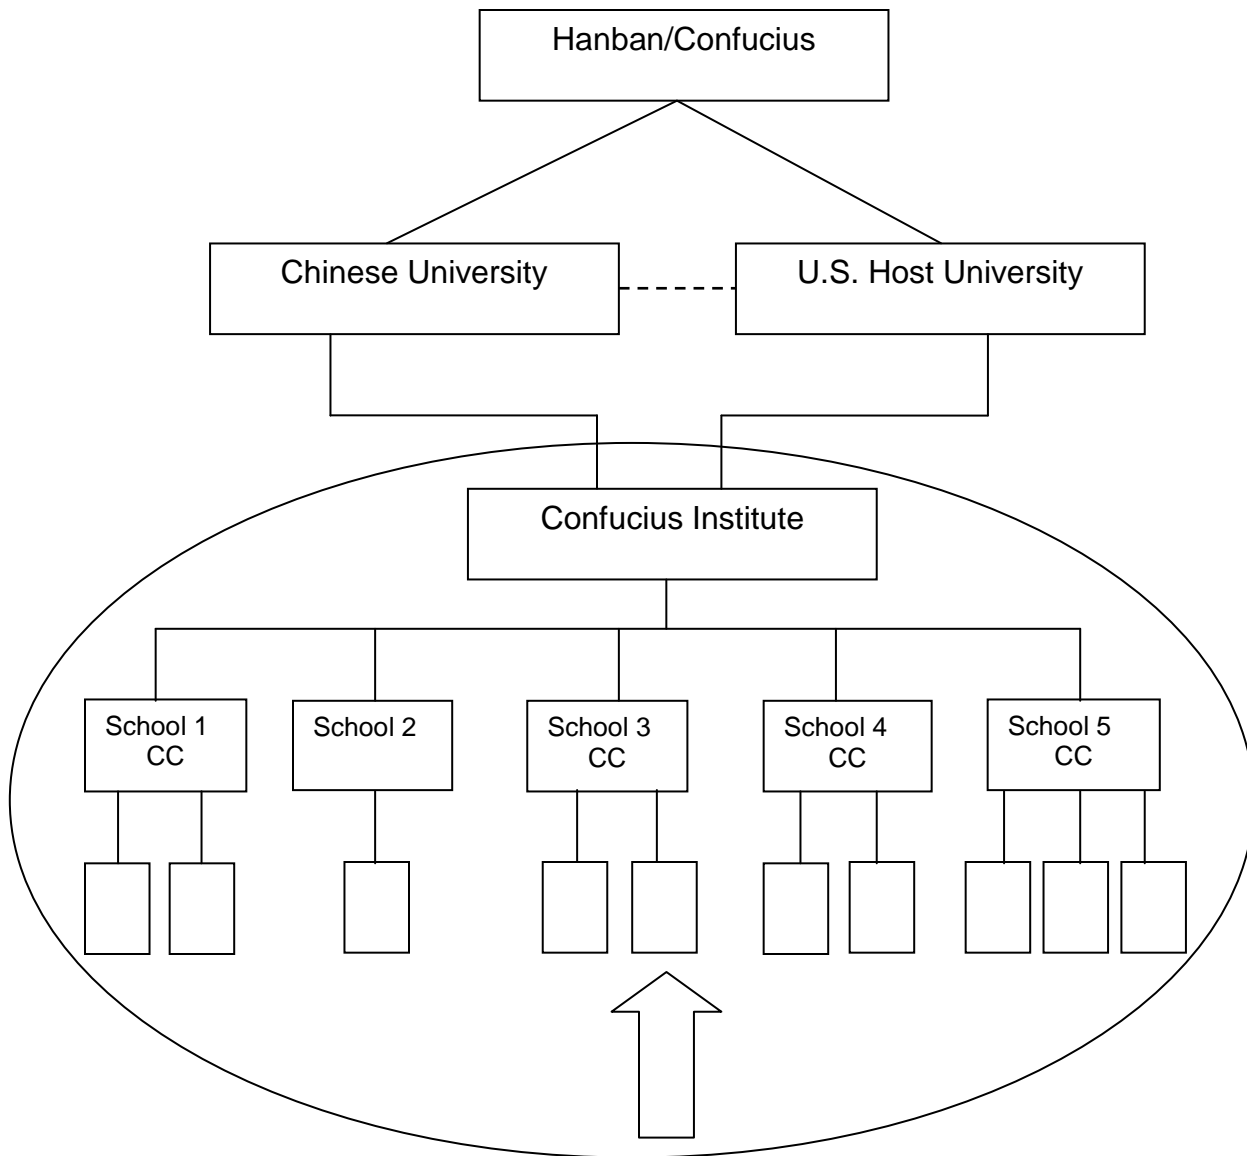 Hanban/Confucius
Chinese University
U.S. Host University
Confucius Institute
School 1
CC
School 2
School 3
CC
School 4
CC
School 5
CC